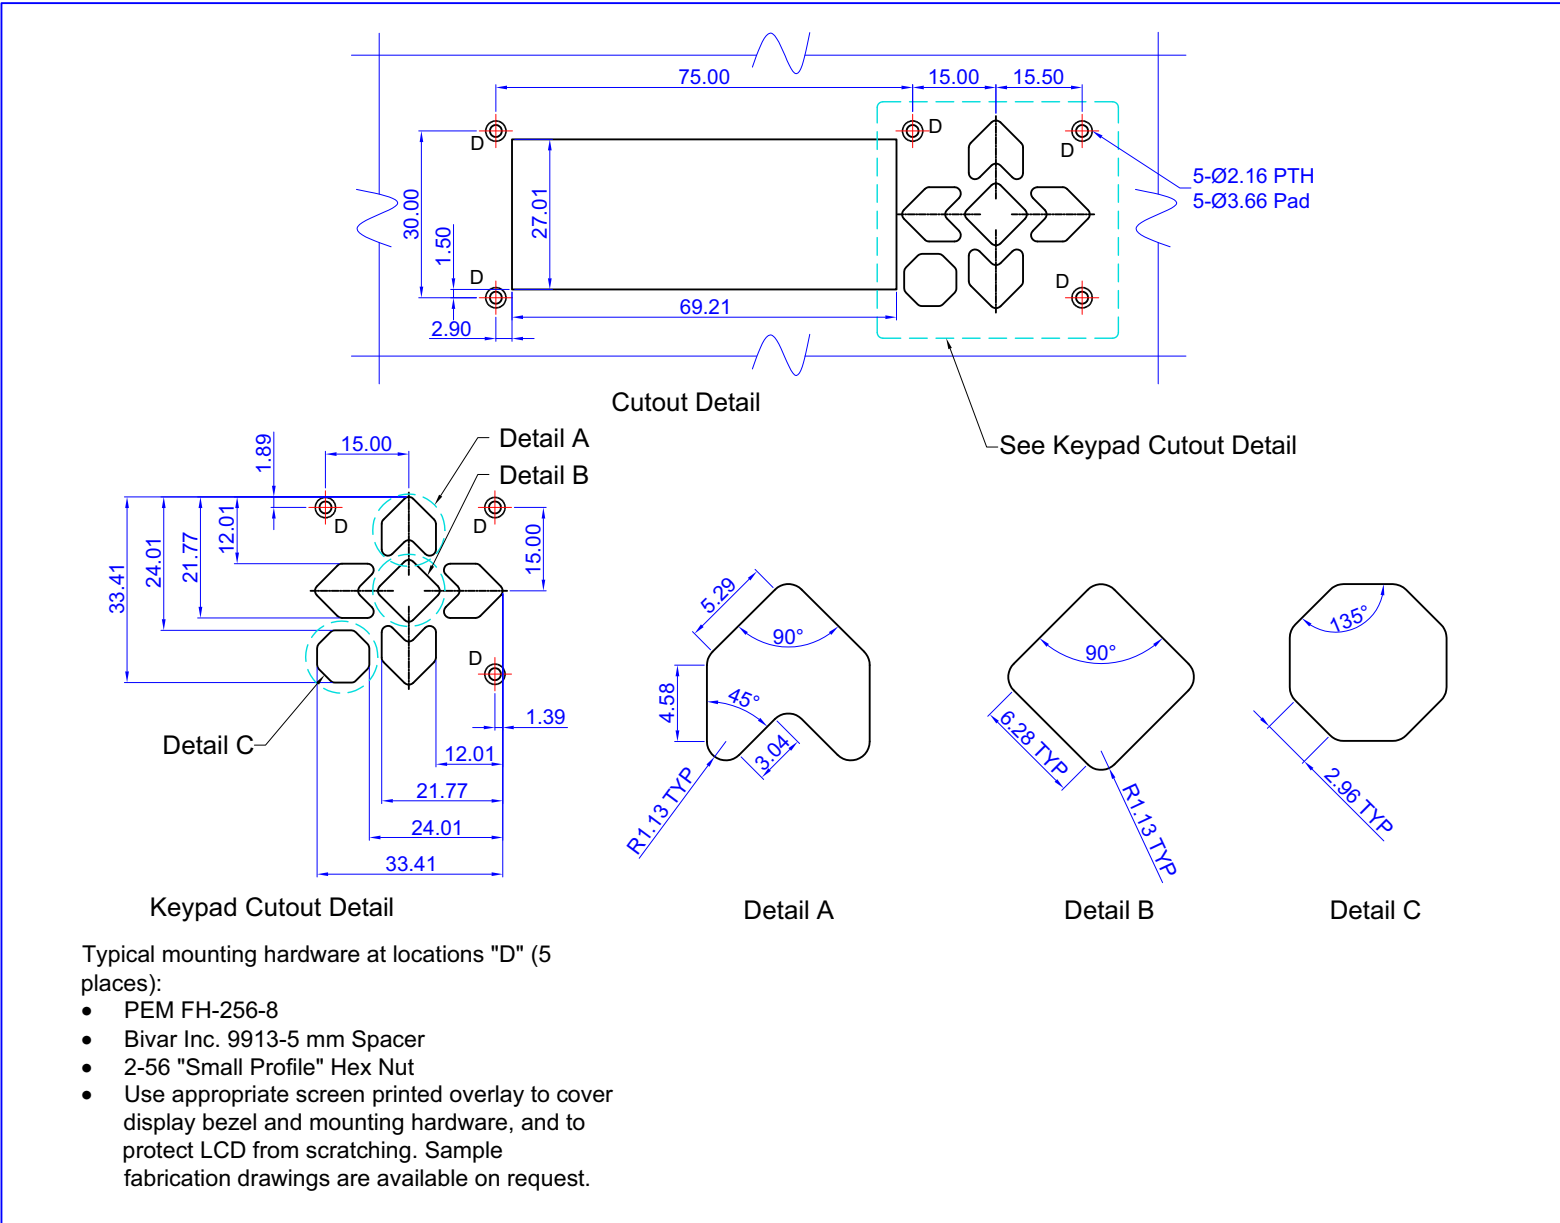 75.00
15.00
15.50
D
D
D
5-Ø2.16 PTH
5-Ø3.66 Pad
30.00
27.01
1.50
D
D
69.21
2.90
Cutout Detail
See Keypad Cutout Detail
Detail A
Detail B
1.89
15.00
D
D
33.41
24.01
21.77
12.01
15.00
D
1.39
Detail C
12.01
21.77
24.01
33.41
Keypad Cutout Detail
5.29
90°
4.58
45°
3.04
R1.13 TYP
Detail A
90°
6.28 TYP
R1.13 TYP
Detail B
135°
2.96 TYP
Detail C
Typical mounting hardware at locations "D" (5
places):
• PEM FH-256-8
• Bivar Inc. 9913-5 mm Spacer
• 2-56 "Small Profile" Hex Nut
• Use appropriate screen printed overlay to cover
display bezel and mounting hardware, and to
protect LCD from scratching. Sample
fabrication drawings are available on request.